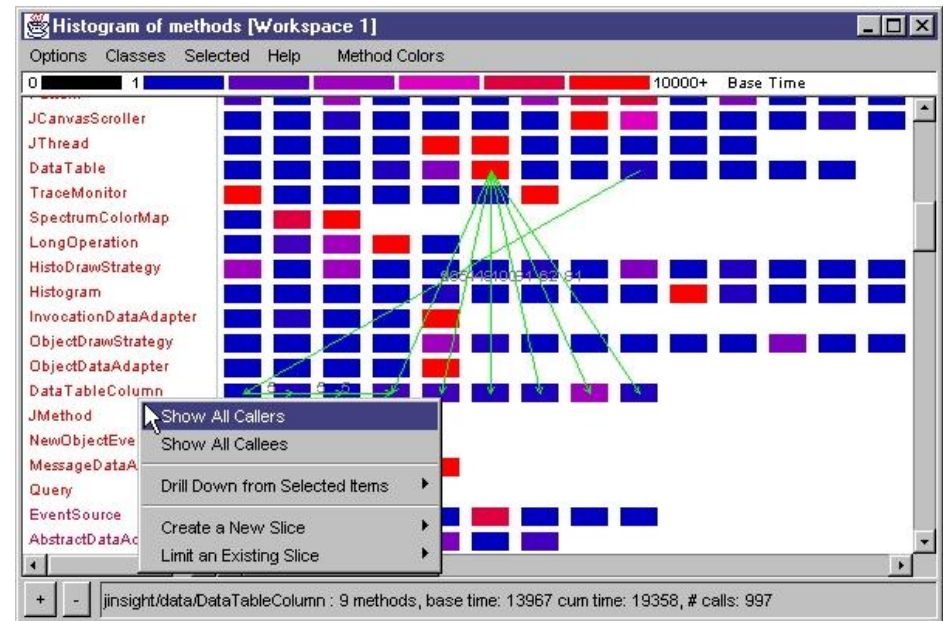 Histogram of methods [Workspace 1]
Options Classes Selected Help Method Colors
0 1 10000+ Base Time
JCanvasScroller
JThread
DataTable
TraceMonitor
SpectrumColorMap
LongOperation
HistoDrawStrategy
Histogram
InvocationDataAdapter
ObjectDrawStrategy
ObjectDataAdapter
DataTableColumn
JMethod
NewObjectEve
MessageDataA
Query
EventSource
AbstractDataAc
Show All Callers
Show All Callees
Drill Down from Selected Items
Create a New Slice
Limit an Existing Slice
+ - jinsight/data/DataTableColumn : 9 methods, base time: 13967 cum time: 19358, # calls: 997